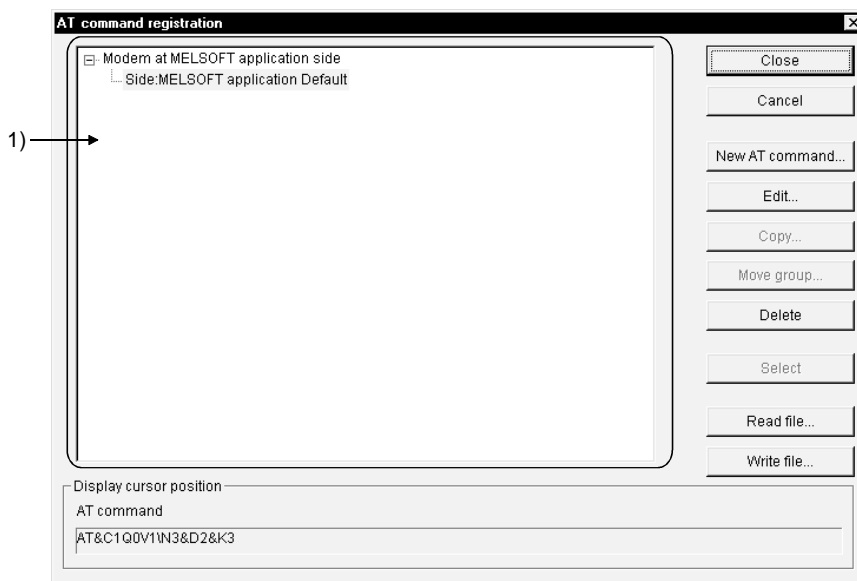 AT command registration
Modem at MELSOFT application side
Side:MELSOFT application Default
1)
Close
Cancel
New AT command...
Edit...
Copy...
Move group...
Delete
Select
Read file...
Write file...
Display cursor position
AT command
AT&C1Q0V1\N3&D2&K3